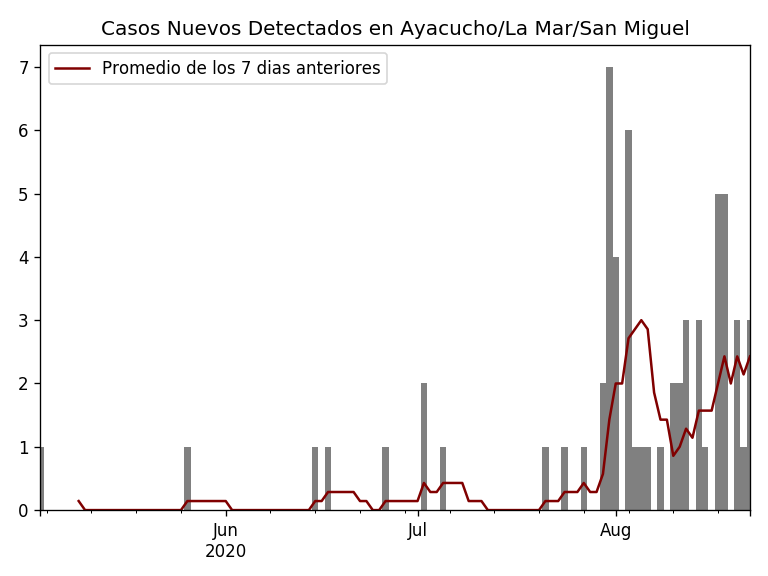 Casos Nuevos Detectados en Ayacucho/La Mar/San Miguel
Promedio de los 7 dias anteriores
7
6
5
4
3
2
1
0
Jun
2020
Jul
Aug